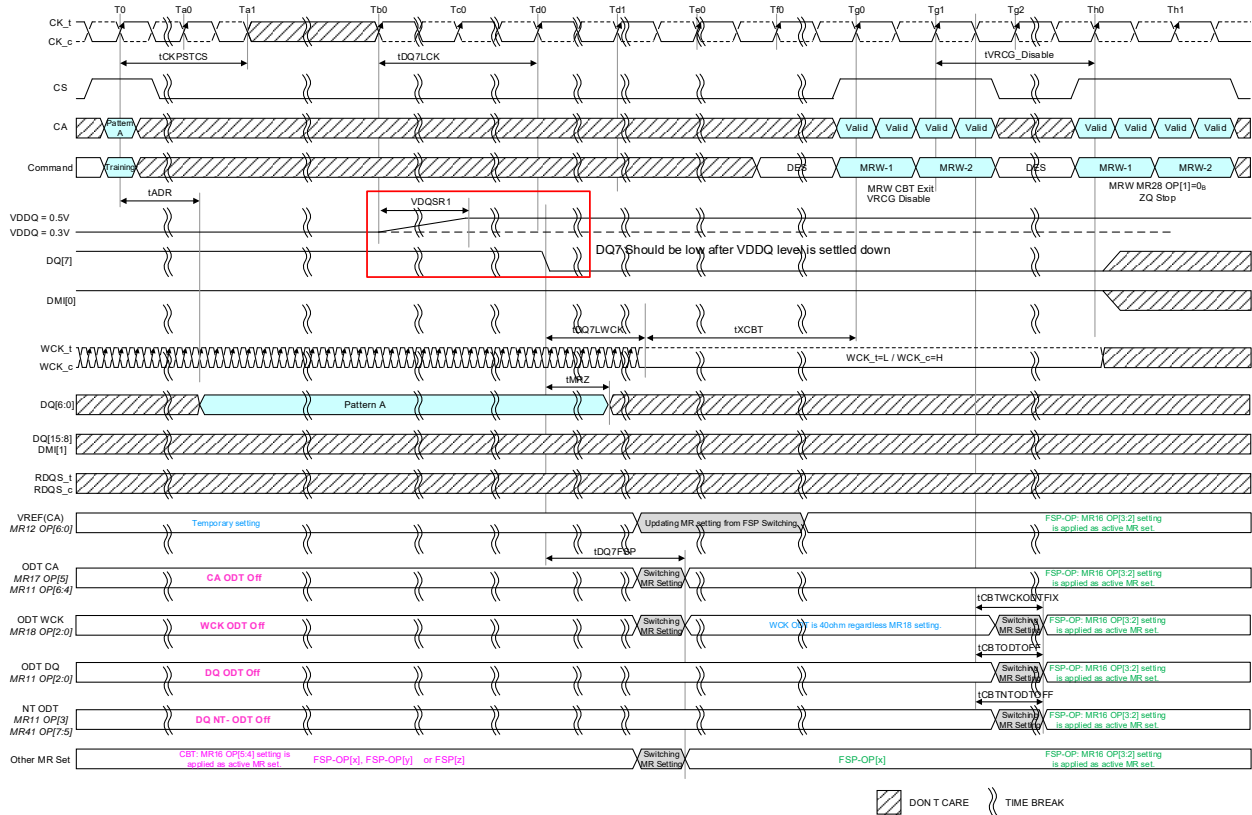 T0 Ta0 Ta1 Tb0 Tc0 Td0 Td1 Te0 Tf0 Tg0 Tg1 Tg2 Th0 Th1
CK_t
CK_c
tCKPSTCS tDQ7LCK tVRCG_Disable
CS
CA
Pattern
A
Valid Valid Valid Valid Valid Valid Valid Valid
Command
Training DES MRW-1 MRW-2 DES MRW-1 MRW-2
MRW CBT Exit
VRCG Disable
MRW MR28 OP[1]=0B
ZQ Stop
tADR
VDQSR1
VDDQ = 0.5V
VDDQ = 0.3V
DQ7 Should be low after VDDQ level is settled down
DQ[7]
DMI[0]
tDQ7LWCK tXCBT
WCK_t
WCK_c
WCK_t=L / WCK_c=H
tMRZ
DQ[6:0]
Pattern A
DQ[15:8]
DMI[1]
RDQS_t
RDQS_c
VREF(CA)
MR12 OP[6:0]
Temporary setting
Updating MR setting from FSP Switching
FSP-OP: MR16 OP[3:2] setting
is applied as active MR set.
tDQ7FSP
ODT CA
MR17 OP[5]
MR11 OP[6:4]
CA ODT Off
Switching
MR Setting
FSP-OP: MR16 OP[3:2] setting
is applied as active MR set.
tCBTWCKODTFIX
ODT WCK
MR18 OP[2:0]
WCK ODT Off
Switching
MR Setting
WCK ODT is 40ohm regardless MR18 setting.
Switching
MR Setting
FSP-OP: MR16 OP[3:2] setting
is applied as active MR set.
tCBTODTOFF
ODT DQ
MR11 OP[2:0]
DQ ODT Off
Switching
MR Setting
FSP-OP: MR16 OP[3:2] setting
is applied as active MR set.
tCBTNTODTOFF
NT ODT
MR11 OP[3]
MR41 OP[7:5]
DQ NT- ODT Off
Switching
MR Setting
FSP-OP: MR16 OP[3:2] setting
is applied as active MR set.
Other MR Set
CBT: MR16 OP[5:4] setting is
applied as active MR set.
FSP-OP[x], FSP-OP[y] or FSP[z]
Switching
MR Setting
FSP-OP[x]
FSP-OP: MR16 OP[3:2] setting
is applied as active MR set.
DON T CARE TIME BREAK